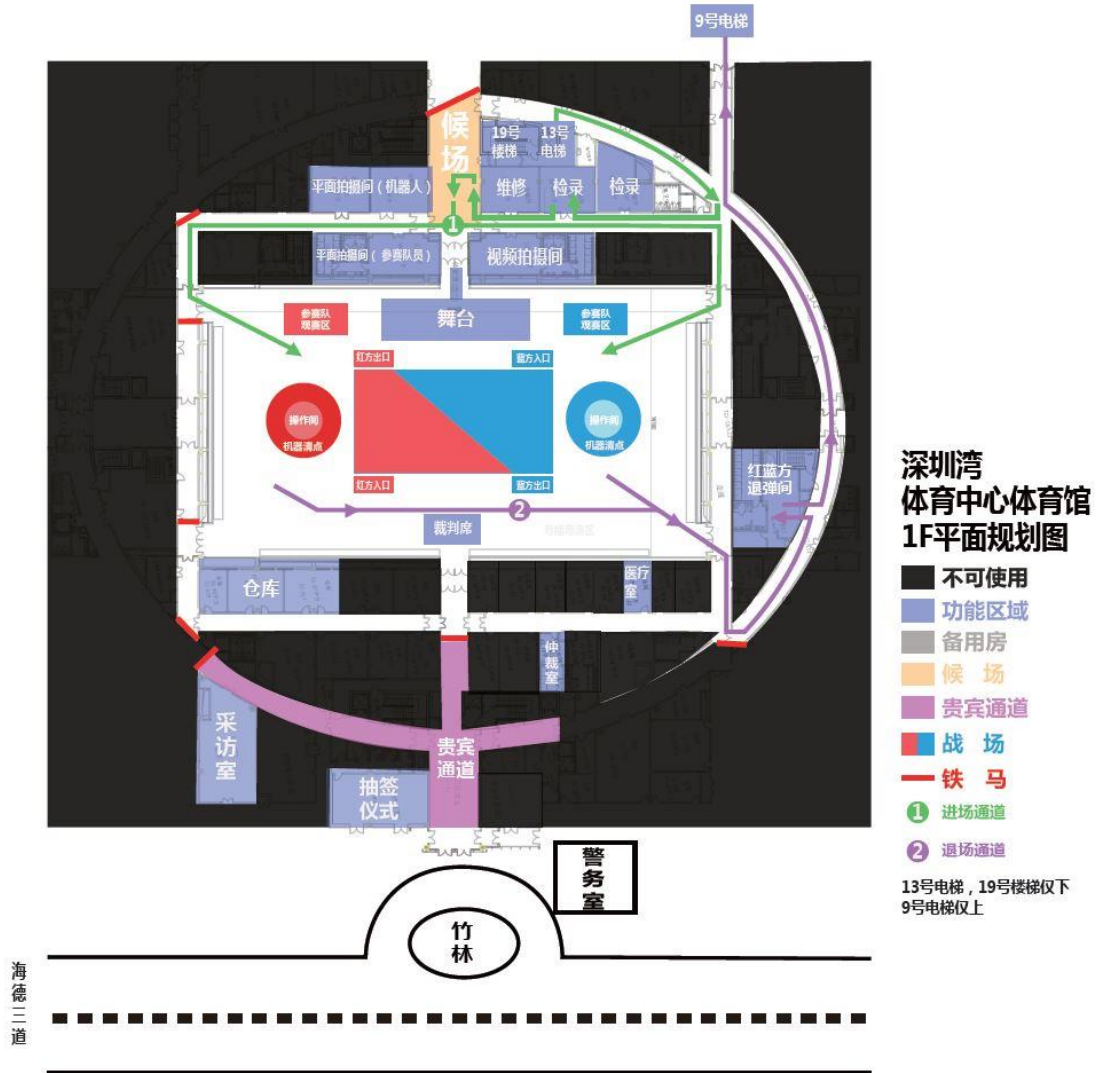 9号电梯
候
场
19号
楼梯
13号
电梯
平面拍摄间（机器人）
维修
检录
检录
1
平面拍摄间（参赛队员）
视频拍摄间
参赛队
观赛区
舞台
参赛队
观赛区
红方出口
蓝方入口
操作间
机器清点
操作间
机器清点
红方入口
蓝方出口
红蓝方
退弹间
2
裁判席
仓库
医疗
室
仲
裁
室
采
访
室
贵宾
通道
抽签
仪式
警
务
室
竹
林
海
德
三
道
深圳湾
体育中心体育馆
1F平面规划图
不可使用
功能区域
备用房
候 场
贵宾通道
战 场
铁 马
1 进场通道
2 退场通道
13号电梯，19号楼梯仅下
9号电梯仅上